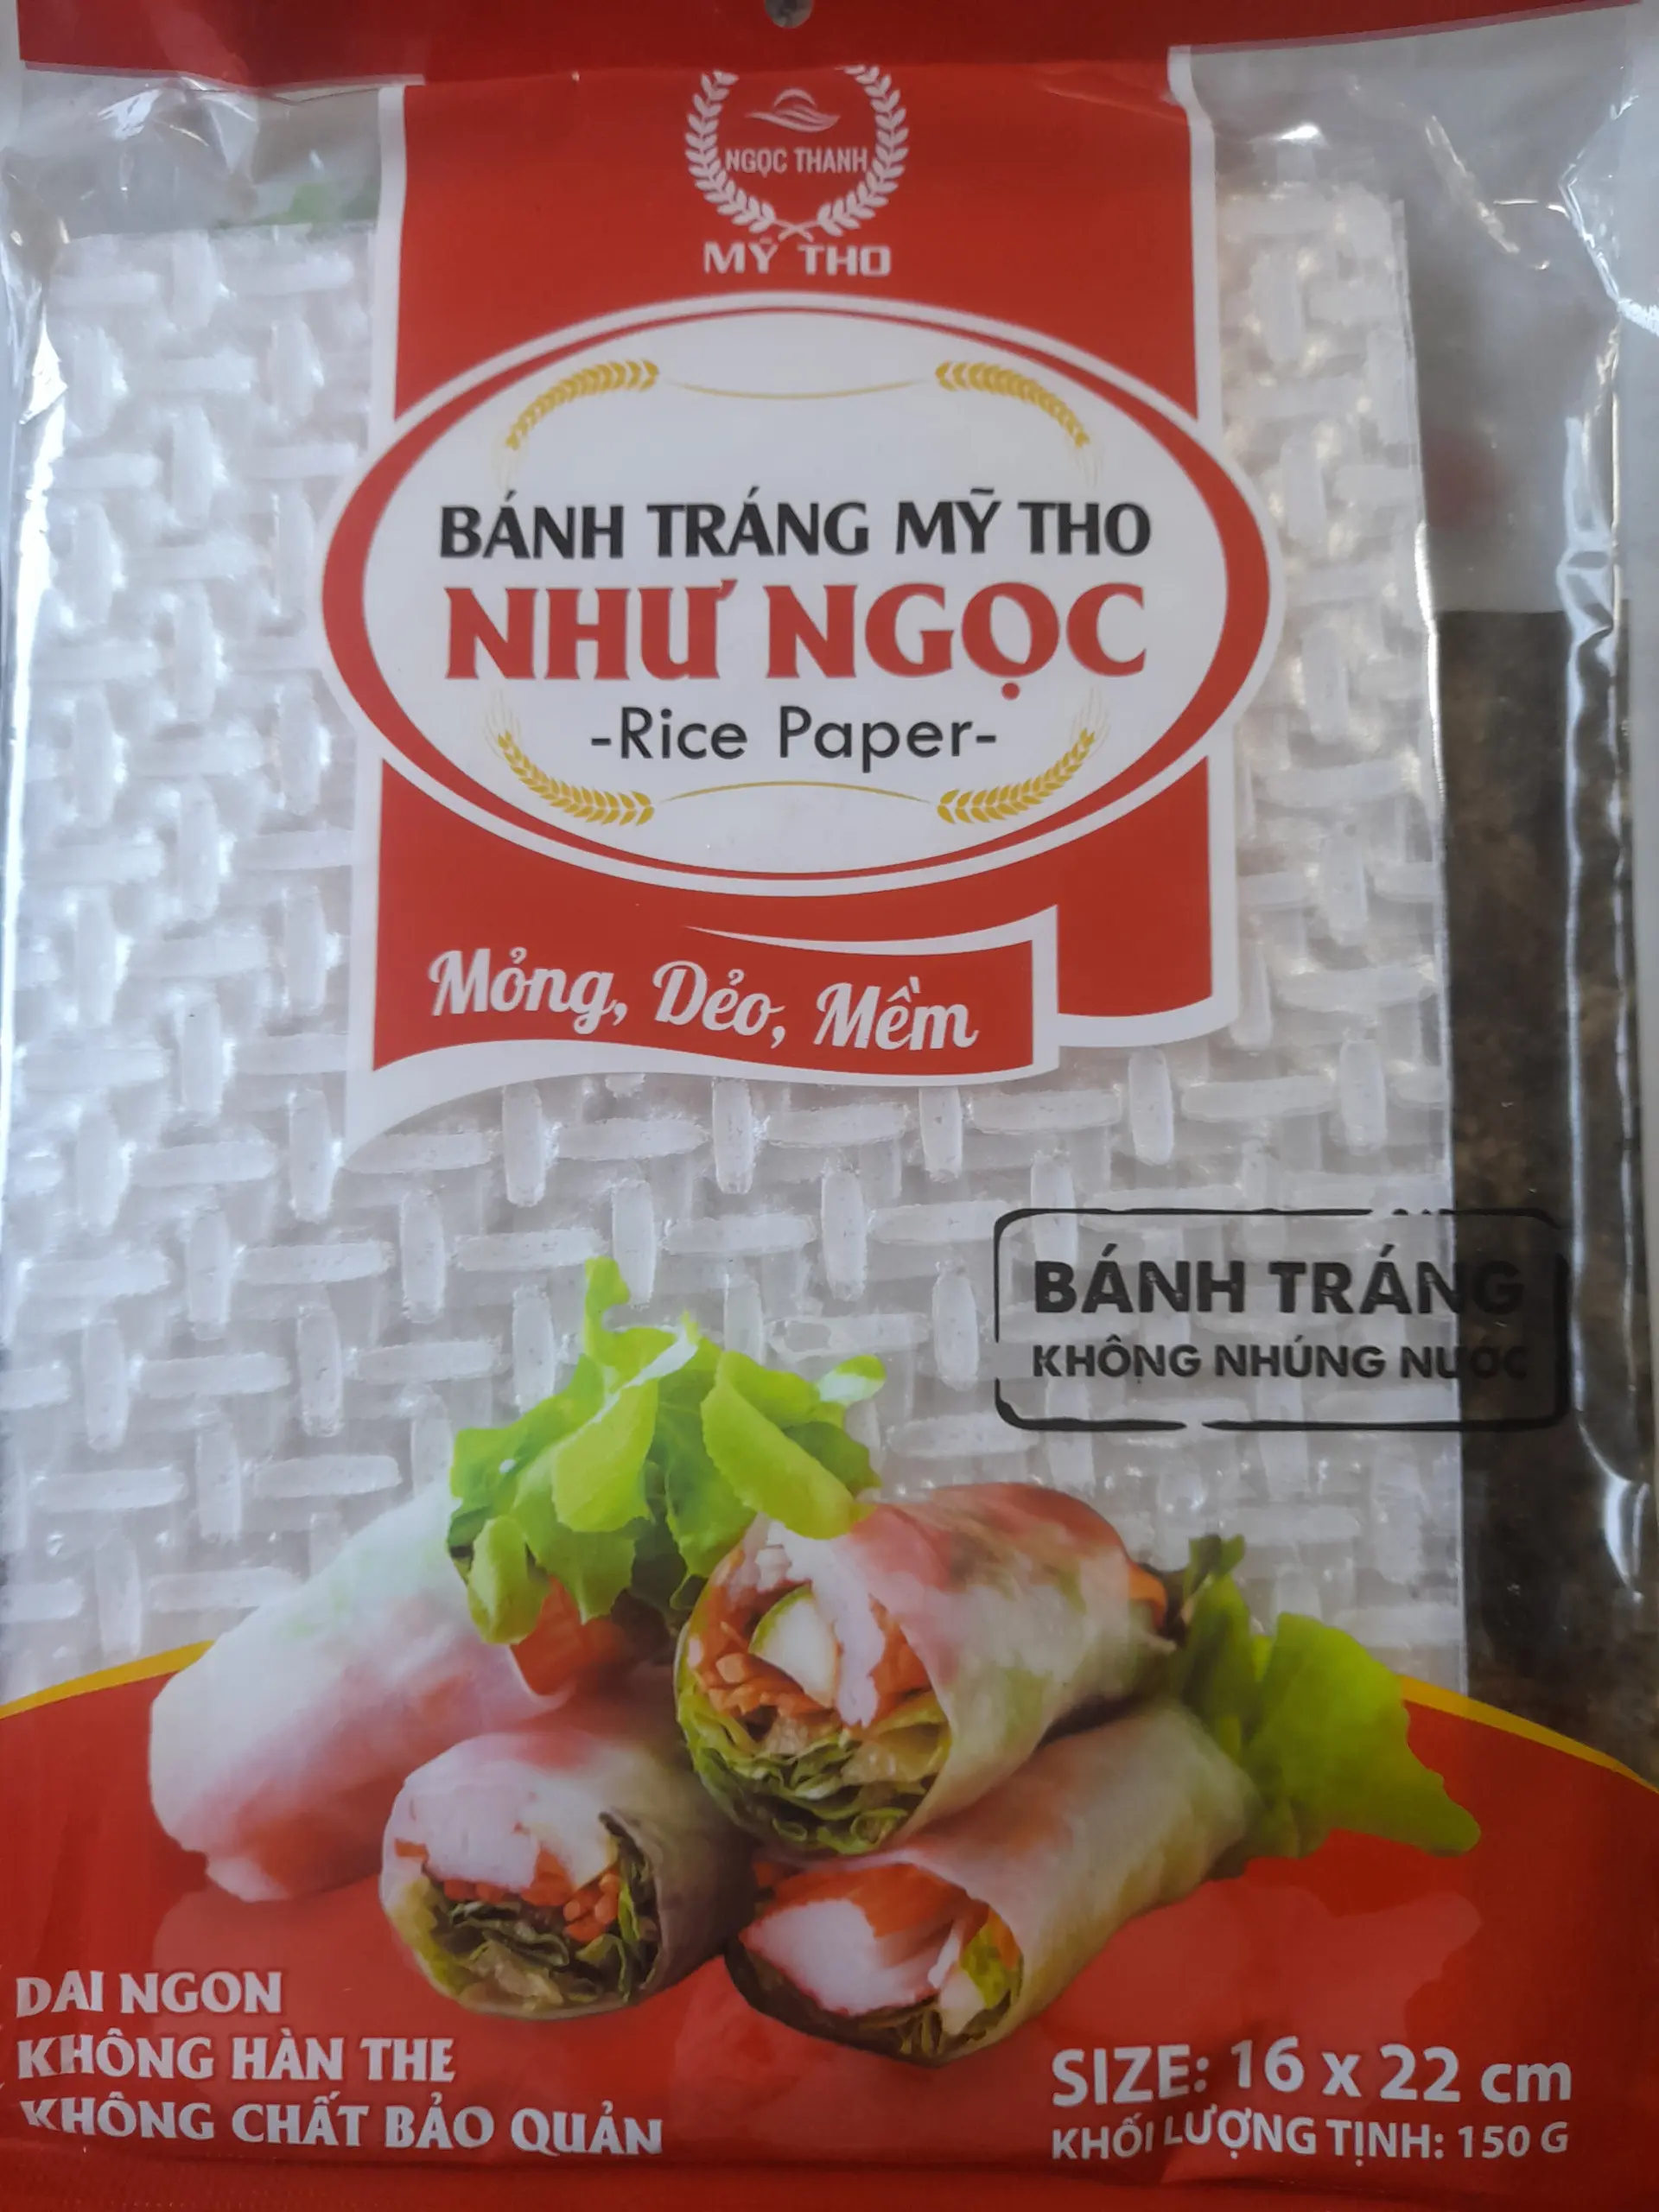 NGỌC THANH
MỸ THO
BÁNH TRÁNG MỸ THO
NHƯ NGỌC
-Rice Paper-
Mỏng, Dẻo, Mềm
BÁNH TRÁNG
KHÔNG NHÚNG NƯỚC
DAI NGON
KHÔNG HÀN THE
KHÔNG CHẤT BẢO QUẢN
SIZE: 16 x 22 cm
KHỐI LƯỢNG TỊNH: 150 G